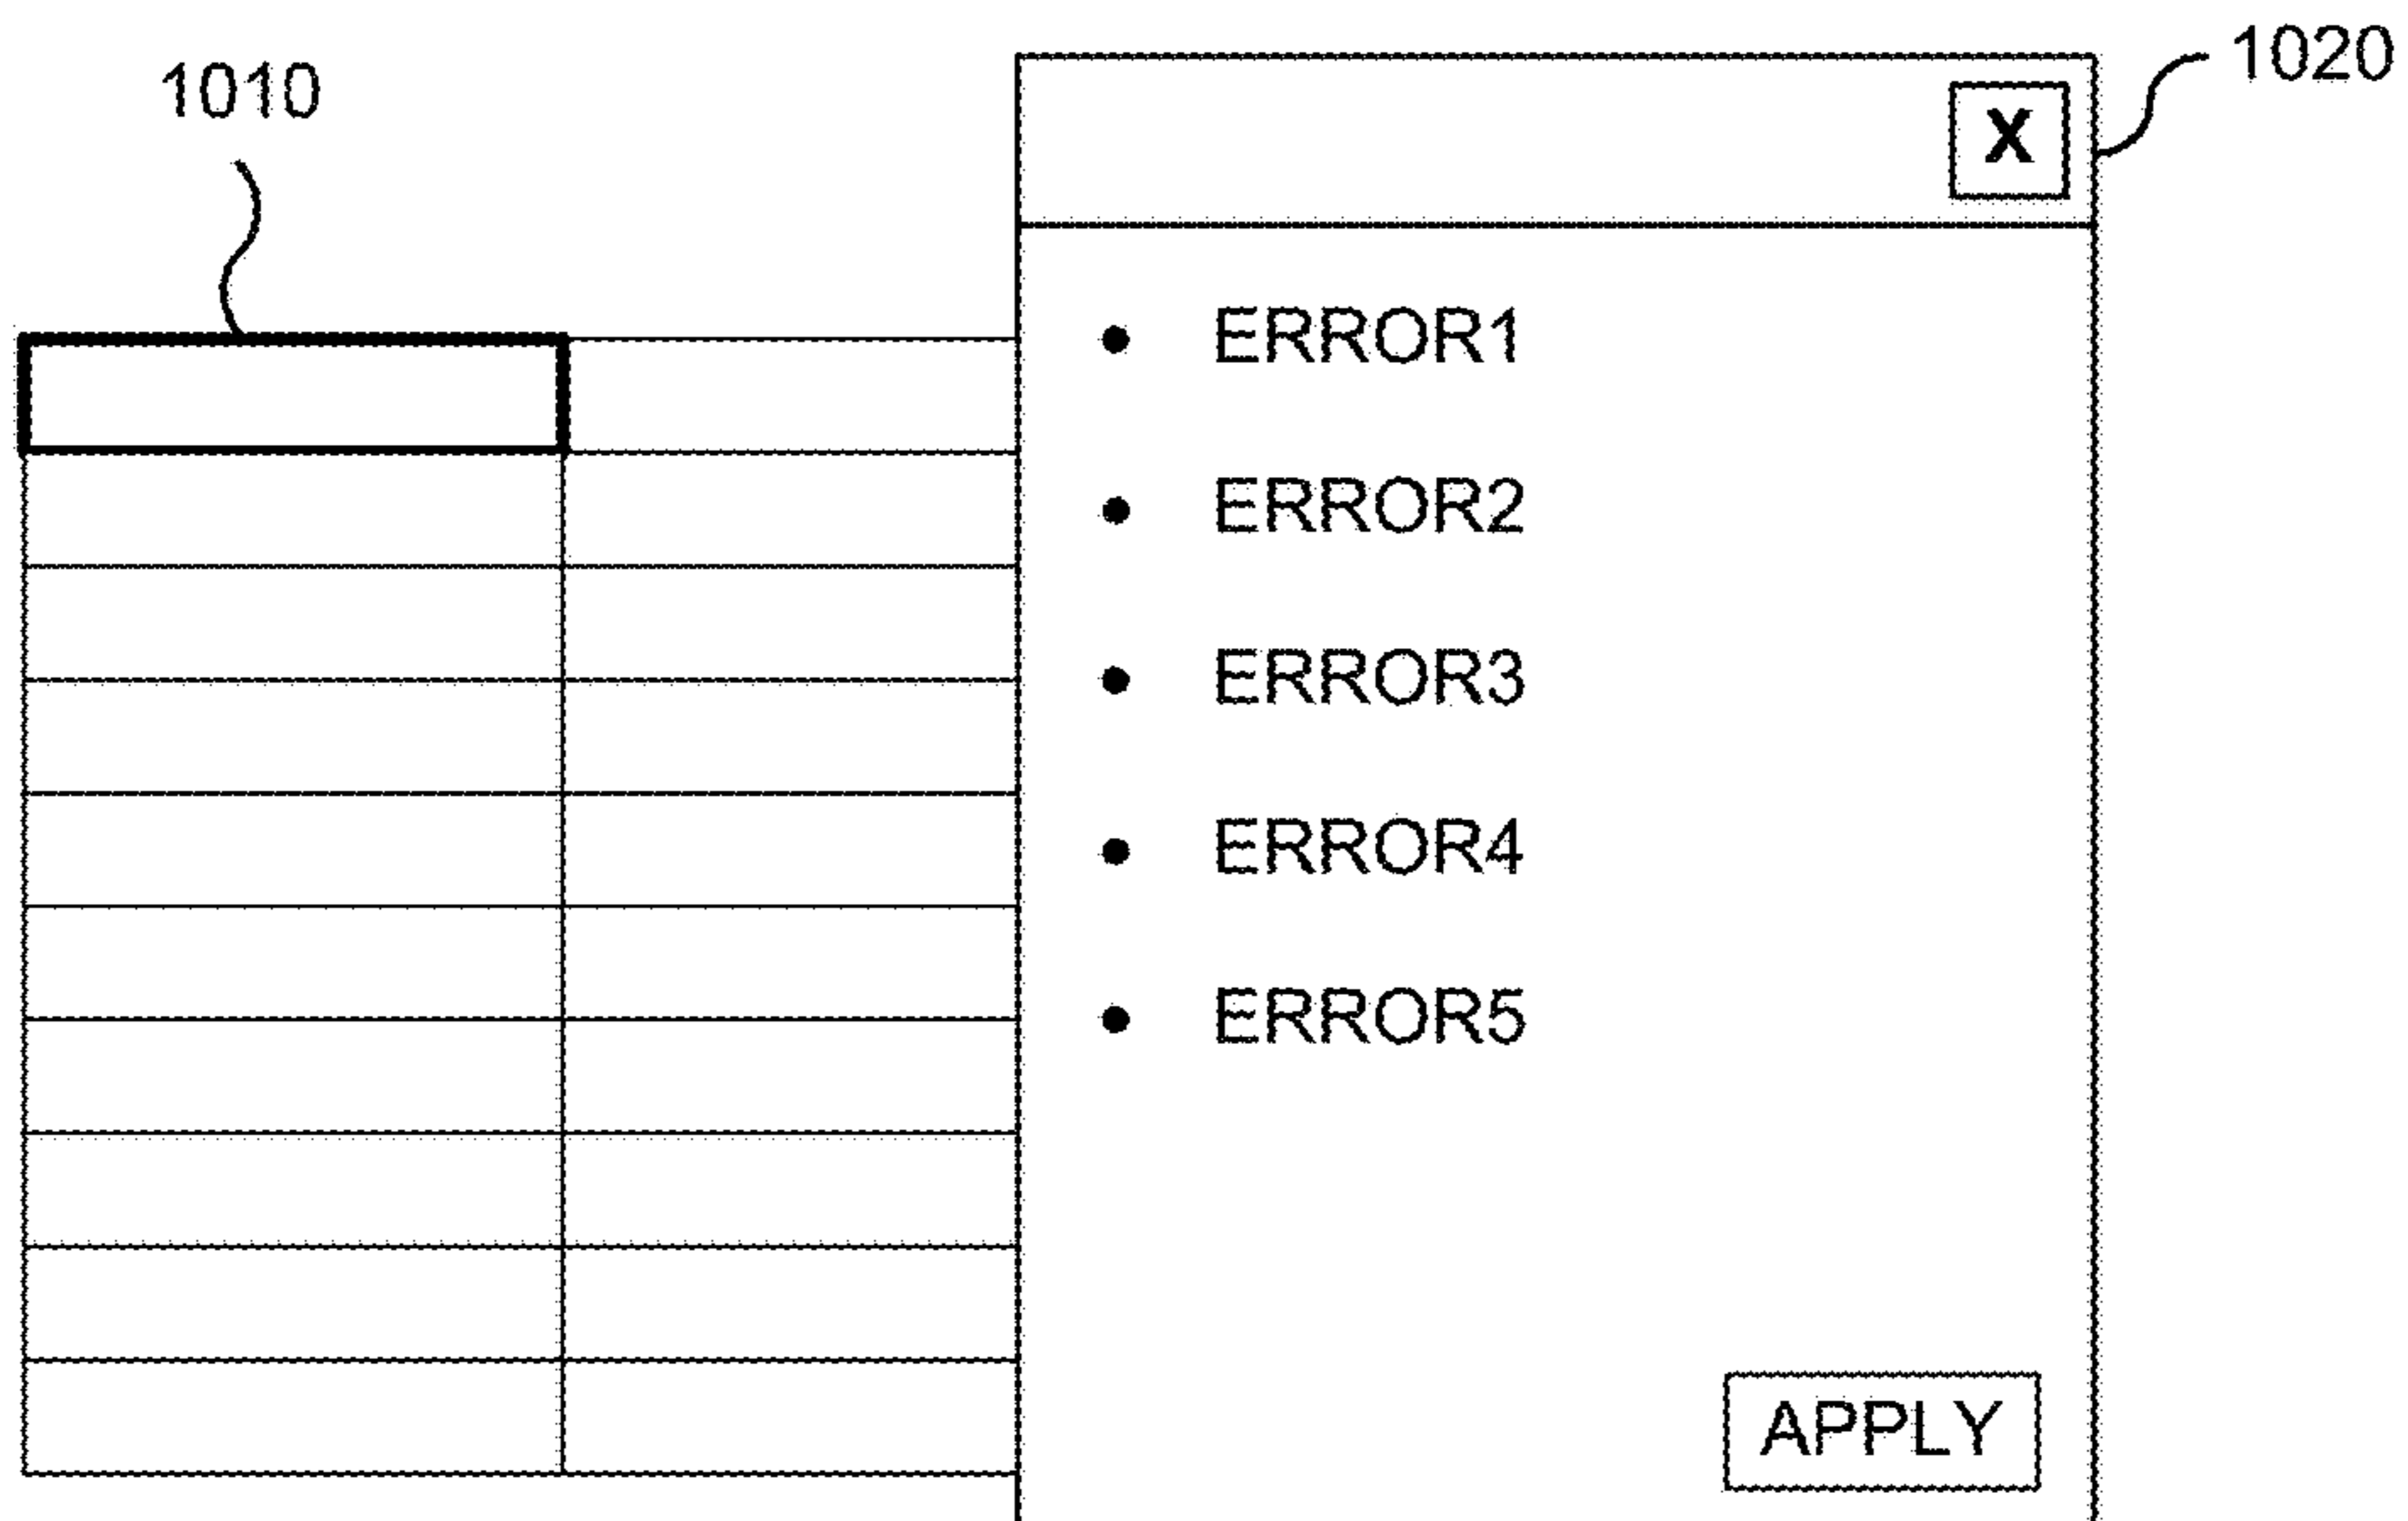 1020
1010
X
• ERROR1
• ERROR2
• ERROR3
• ERROR4
• ERROR5
APPLY